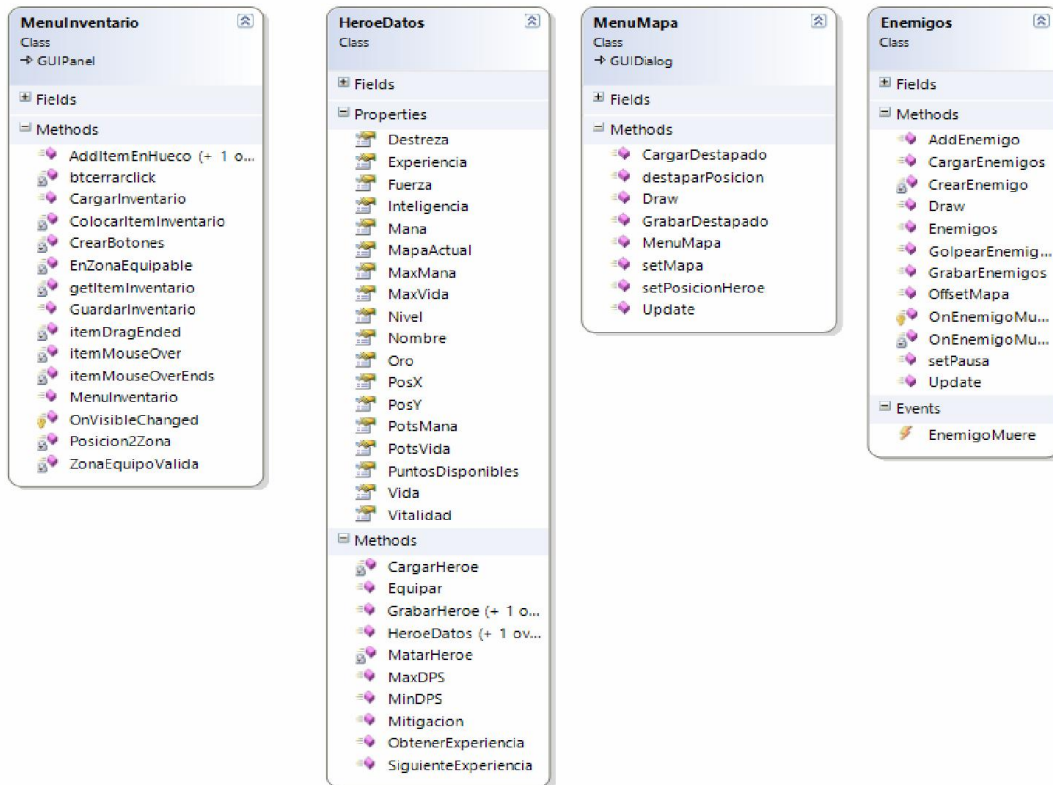 MenuInventario
Class
GUIPanel
Fields
Methods
AddItemEnHueco (+ 1 o...
btcerrarclick
CargarInventario
ColocarItemInventario
CrearBotones
EnZonaEquipable
getItemInventario
GuardarInventario
itemDragEnded
itemMouseOver
itemMouseOverEnds
MenuInventario
OnVisibleChanged
Posicion2Zona
ZonaEquipoValida
HeroeDatos
Class
Fields
Properties
Destreza
Experiencia
Fuerza
Inteligencia
Mana
MapaActual
MaxMana
MaxVida
Nivel
Nombre
Oro
PosX
PosY
PotsMana
PotsVida
PuntosDisponibles
Vida
Vitalidad
Methods
CargarHeroe
Equipar
GrabarHeroe (+ 1 o...
HeroeDatos (+ 1 ov...
MatarHeroe
MaxDPS
MinDPS
Mitigacion
ObtenerExperiencia
SiguienteExperiencia
MenuMapa
Class
GUIDialog
Fields
Methods
CargarDestapado
destaparPosicion
Draw
GrabarDestapado
MenuMapa
setMapa
setPosicionHeroe
Update
Enemigos
Class
Fields
Methods
AddEnemigo
CargarEnemigos
CrearEnemigo
Draw
Enemigos
GolpearEnemig...
GrabarEnemigos
OffsetMapa
OnEnemigoMu...
OnEnemigoMu...
setPausa
Update
Events
EnemigoMuere